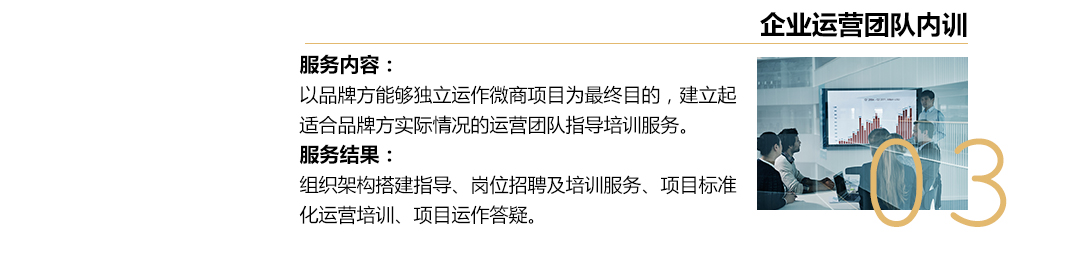 企业运营团队内训
服务内容：
以品牌方能够独立运作微商项目为最终目的，建立起
适合品牌方实际情况的运营团队指导培训服务。
服务结果：
组织架构搭建指导、岗位招聘及培训服务、项目标准
化运营培训、项目运作答疑。
03